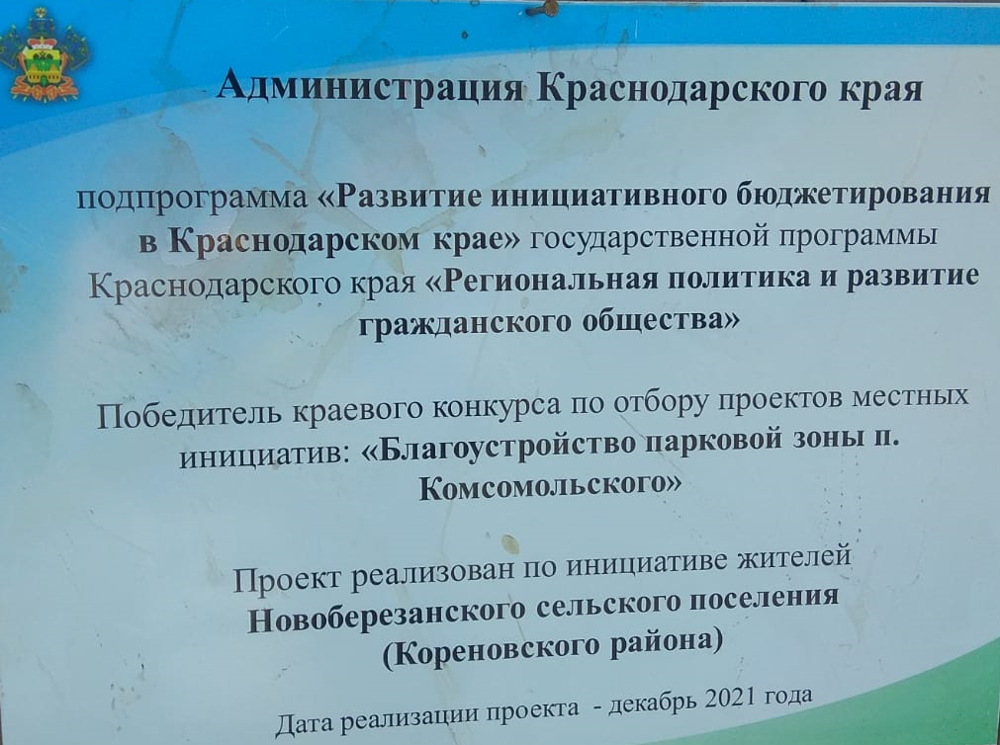 Администрация Краснодарского края
подпрограмма «Развитие инициативного бюджетирования
в Краснодарском крае» государственной программы
Краснодарского края «Региональная политика и развитие
гражданского общества»
Победитель краевого конкурса по отбору проектов местных
инициатив: «Благоустройство парковой зоны п.
Комсомольского»
Проект реализован по инициативе жителей
Новоберезанского сельского поселения
(Кореновского района)
Дата реализации проекта - декабрь 2021 года